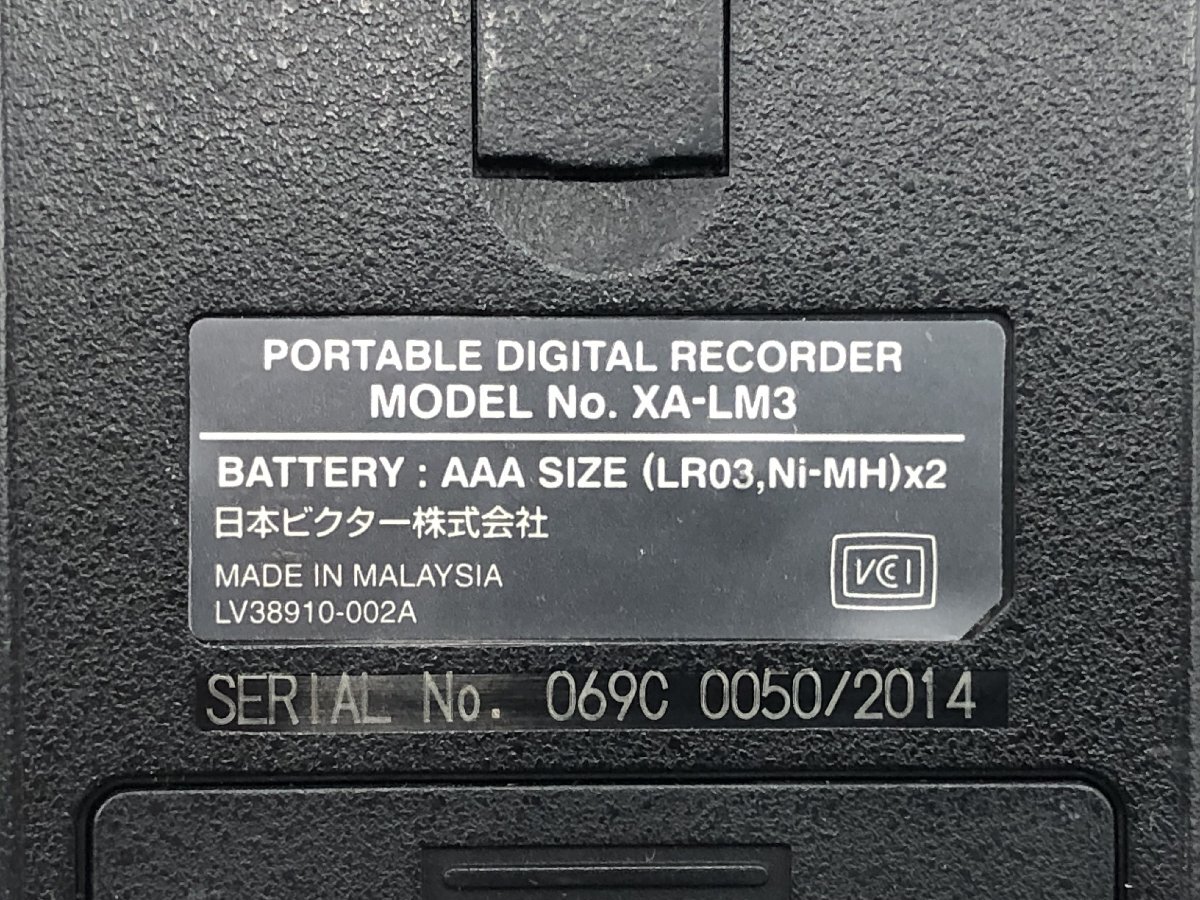 PORTABLE DIGITAL RECORDER
MODEL No. XA-LM3
BATTERY : AAA SIZE (LR03,Ni-MH)x2
日本ビクター株式会社
VCCI
MADE IN MALAYSIA
LV38910-002A
SERIAL No. 069C 0050/2014